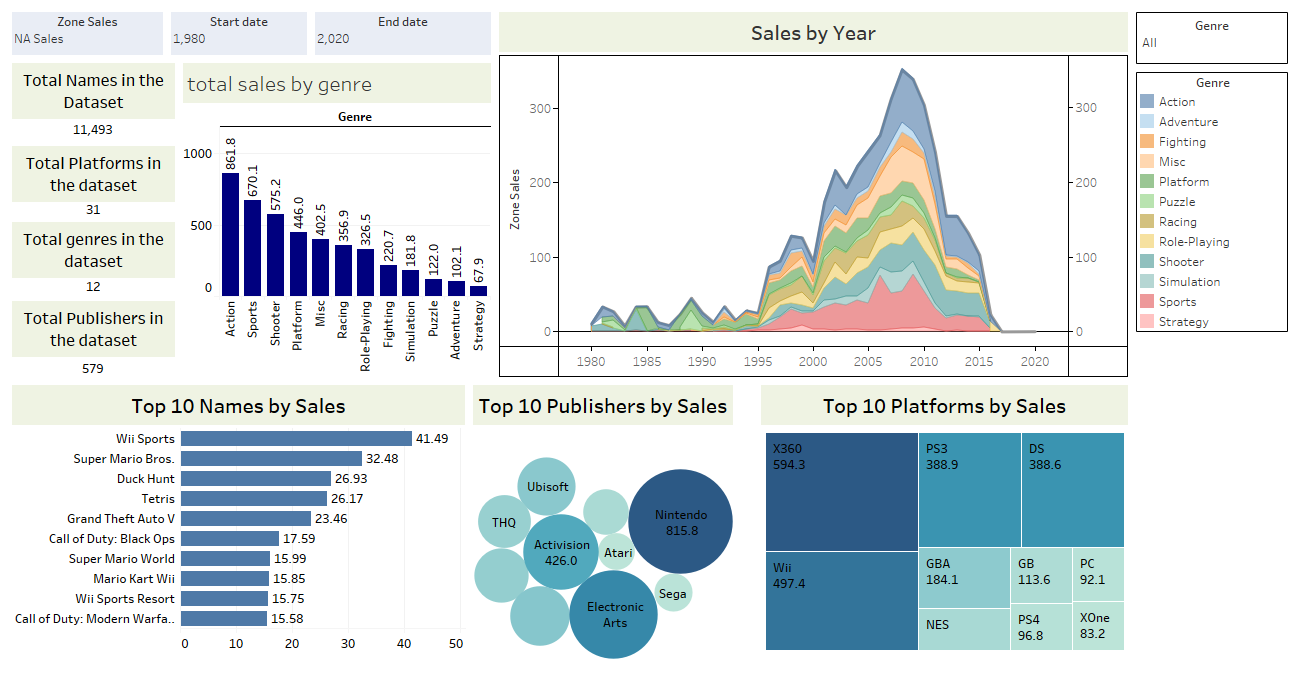 Zone Sales
NA Sales
Start date
1,980
End date
2,020
Total Names in the
Dataset
11,493
Total Platforms in
the dataset
31
Total genres in the
dataset
12
Total Publishers in
the dataset
579
total sales by genre
Genre
1000
500
0
861.8
670.1
575.2
446.0
402.5
356.9
326.5
220.7
181.8
122.0
102.1
67.9
Action
Sports
Shooter
Platform
Misc
Racing
Role-Playing
Fighting
Simulation
Puzzle
Adventure
Strategy
Sales by Year
Zone Sales
300
200
100
0
300
200
100
0
1980
1985
1990
1995
2000
2005
2010
2015
2020
Genre
All
Genre
Action
Adventure
Fighting
Misc
Platform
Puzzle
Racing
Role-Playing
Shooter
Simulation
Sports
Strategy
Top 10 Names by Sales
Wii Sports 41.49
Super Mario Bros. 32.48
Duck Hunt 26.93
Tetris 26.17
Grand Theft Auto V 23.46
Call of Duty: Black Ops 17.59
Super Mario World 15.99
Mario Kart Wii 15.85
Wii Sports Resort 15.75
Call of Duty: Modern Warfa.. 15.58
0 10 20 30 40 50
Top 10 Publishers by Sales
Ubisoft
THQ
Activision
426.0
Atari
Nintendo
815.8
Sega
Electronic
Arts
Top 10 Platforms by Sales
X360
594.3
Wii
497.4
PS3
388.9
DS
388.6
GBA
184.1
NES
GB
113.6
PS4
96.8
PC
92.1
XOne
83.2